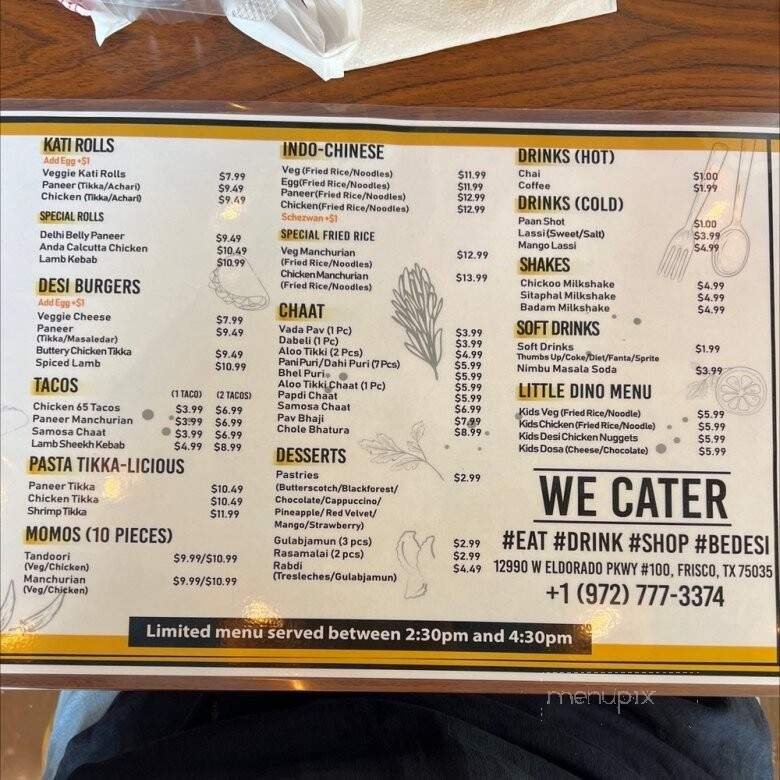 KATI ROLLS
Add Egg +$1
Veggie Kati Rolls $7.99
Paneer (Tikka/Achari) $9.49
Chicken (Tikka/Achari) $9.49
SPECIAL ROLLS
Delhi Belly Paneer $9.49
Anda Calcutta Chicken $10.49
Lamb Kebab $10.99
DESI BURGERS
Add Egg +$1
Veggie Cheese $7.99
Paneer $9.49
(Tikka/Masaledar)
Buttery Chicken Tikka $9.49
Spiced Lamb $10.99
TACOS (1 TACO) (2 TACOS)
Chicken 65 Tacos $3.99 $6.99
Paneer Manchurian $3.99 $6.99
Samosa Chaat $3.99 $6.99
Lamb Sheekh Kebab $4.99 $8.99
PASTA TIKKA-LICIOUS
Paneer Tikka $10.49
Chicken Tikka $10.49
Shrimp Tikka $11.99
MOMOS (10 PIECES)
Tandoori $9.99/$10.99
(Veg/Chicken)
Manchurian $9.99/$10.99
(Veg/Chicken)
INDO-CHINESE
Veg (Fried Rice/Noodles) $11.99
Egg(Fried Rice/Noodles) $11.99
Paneer(Fried Rice/Noodles) $12.99
Chicken(Fried Rice/Noodles) $12.99
Schezwan +$1
SPECIAL FRIED RICE
Veg Manchurian $12.99
(Fried Rice/Noodles)
Chicken Manchurian $13.99
(Fried Rice/Noodles)
CHAAT
Vada Pav (1 Pc) $3.99
Dabeli (1 Pc) $3.99
Aloo Tikki (2 Pcs) $4.99
Pani Puri/Dahi Puri (7 Pcs) $5.99
Bhel Puri $5.99
Aloo Tikki Chaat (1 Pc) $5.99
Papdi Chaat $5.99
Samosa Chaat $6.99
Pav Bhaji $7.99
Chole Bhatura $8.99
DESSERTS
Pastries $2.99
(Butterscotch/Blackforest/
Chocolate/Cappuccino/
Pineapple/ Red Velvet/
Mango/Strawberry)
Gulabjamun (3 pcs) $2.99
Rasamalai (2 pcs) $2.99
Rabdi $4.49
(Tresleches/Gulabjamun)
DRINKS (HOT)
Chai $1.00
Coffee $1.99
DRINKS (COLD)
Paan Shot $1.00
Lassi (Sweet/Salt) $3.99
Mango Lassi $4.99
SHAKES
Chickoo Milkshake $4.99
Sitaphal Milkshake $4.99
Badam Milkshake $4.99
SOFT DRINKS
Soft Drinks $1.99
Thumbs Up/Coke/Diet/Fanta/Sprite
Nimbu Masala Soda $3.99
LITTLE DINO MENU
Kids Veg (Fried Rice/Noodle) $5.99
Kids Chicken (Fried Rice/Noodle) $5.99
Kids Desi Chicken Nuggets $5.99
Kids Dosa (Cheese/Chocolate) $5.99
WE CATER
#EAT #DRINK #SHOP #BEDESI
12990 W ELDORADO PKWY #100, FRISCO, TX 75035
+1 (972) 777-3374
Limited menu served between 2:30pm and 4:30pm
menupix